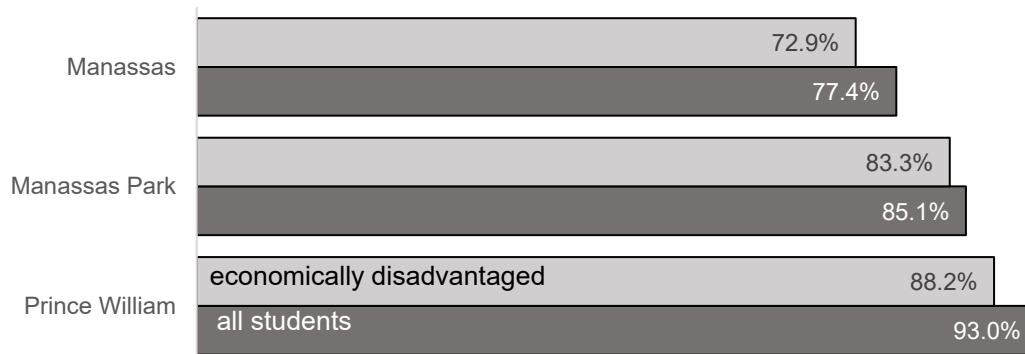 72.9%
Manassas
77.4%
83.3%
Manassas Park
85.1%
economically disadvantaged
88.2%
Prince William
all students
93.0%